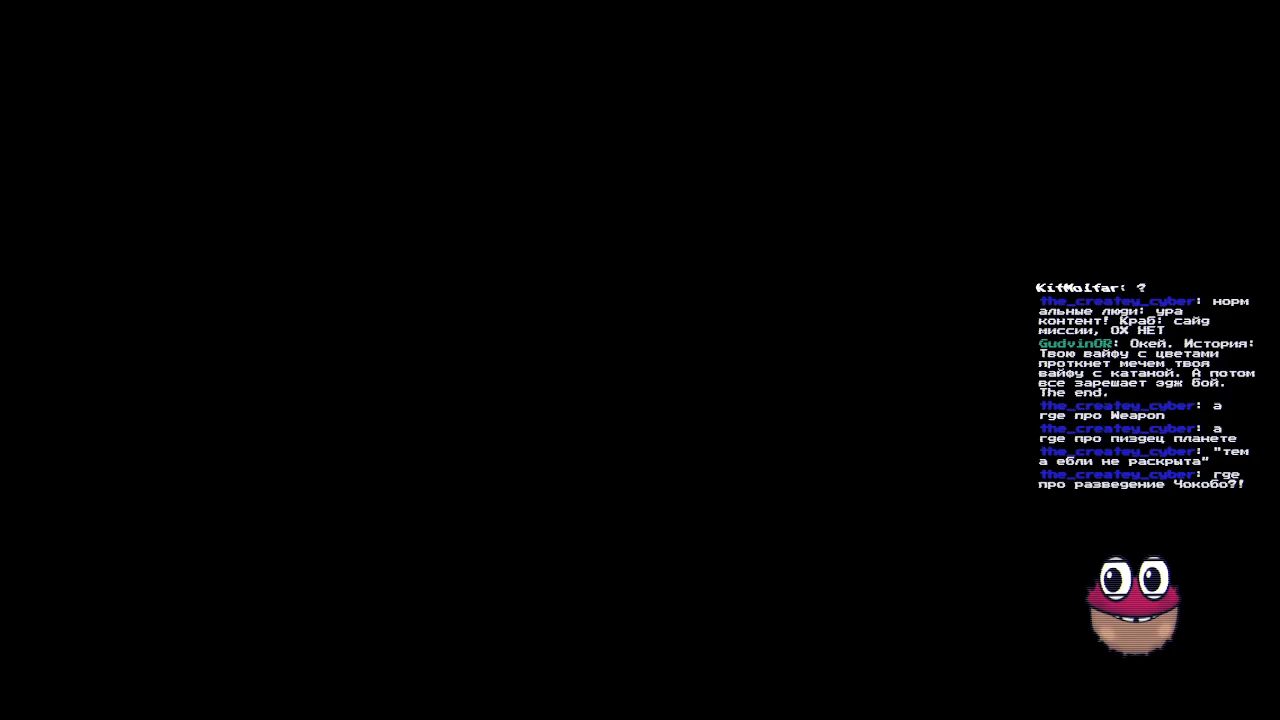 KitMolfar: ?
the_createy_cyber: норм
альные люди: ура
контент! Краб: сайд
миссии, ОХ НЕТ
GudvinOR: Окей. История:
Твою вайфу с цветами
проткнет мечем твоя
вайфу с катаной. А потом
все зарешает эдж бой.
The end.
the_createy_cyber: а
где про Weapon
the_createy_cyber: а
где про пиздец планете
the_createy_cyber: "тем
а ебли не раскрыта"
the_createy_cyber: где
про разведение Чокобо?!